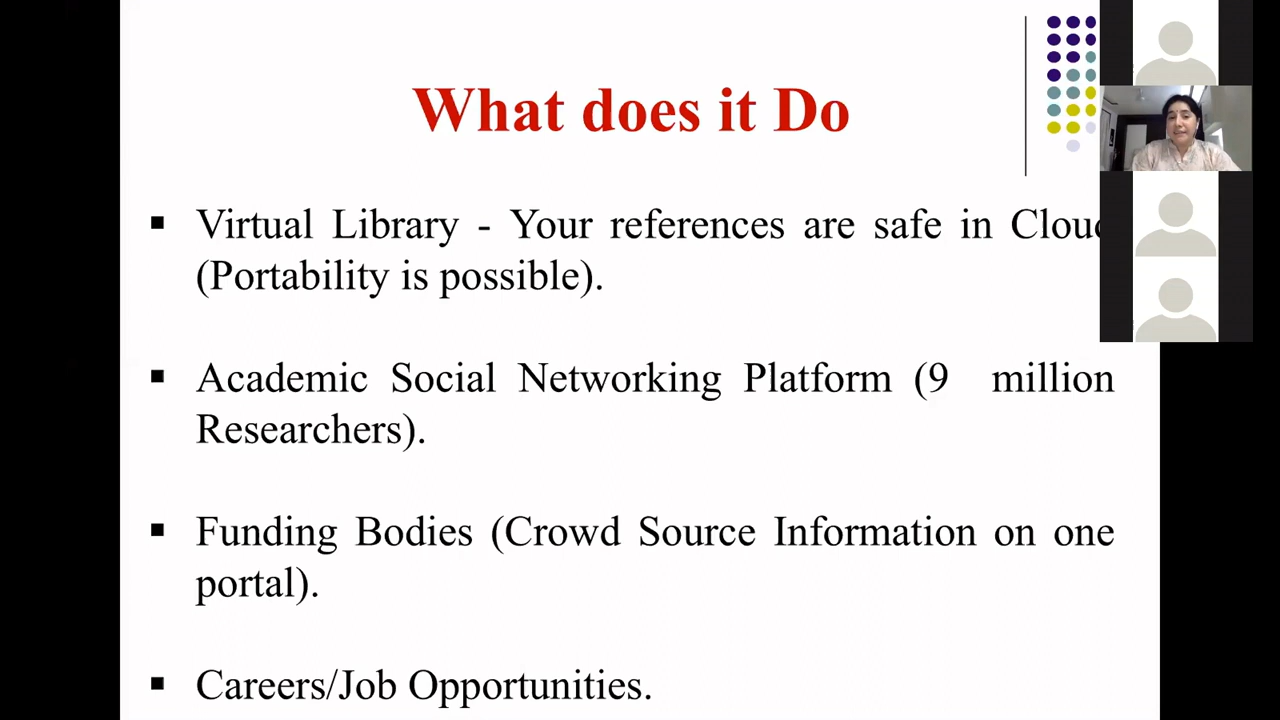 What does it Do
▪ Virtual Library - Your references are safe in Cloud
(Portability is possible).
▪ Academic Social Networking Platform (9 million
Researchers).
▪ Funding Bodies (Crowd Source Information on one
portal).
▪ Careers/Job Opportunities.